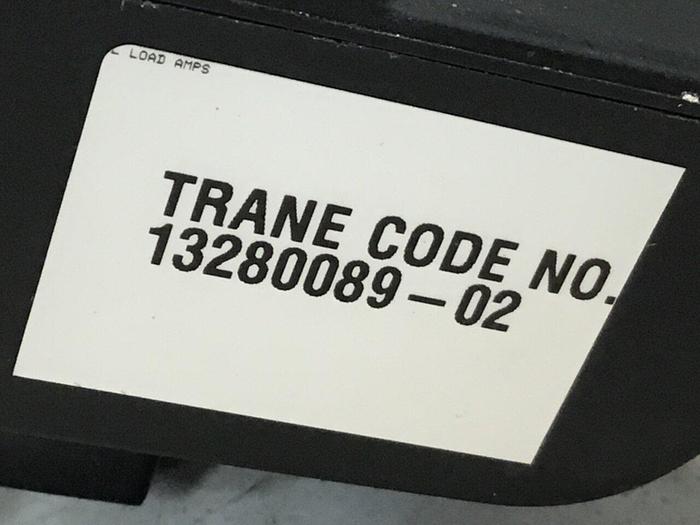 L LOAD AMPS
TRANE CODE NO.
13280089-02